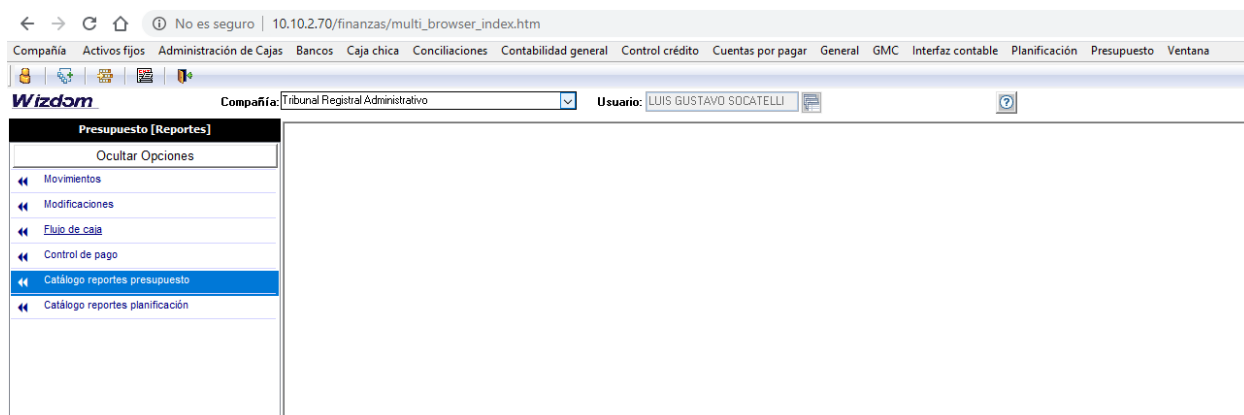 No es seguro | 10.10.2.70/finanzas/multi_browser_index.htm
Compañía Activos fijos Administración de Cajas Bancos Caja chica Conciliaciones Contabilidad general Control crédito Cuentas por pagar General GMC Interfaz contable Planificación Presupuesto Ventana
Wizdom Compañía: Tribunal Registral Administrativo Usuario: LUIS GUSTAVO SOCATELLI
Presupuesto [Reportes]
Ocultar Opciones
Movimientos
Modificaciones
Flujo de caja
Control de pago
Catálogo reportes presupuesto
Catálogo reportes planificación